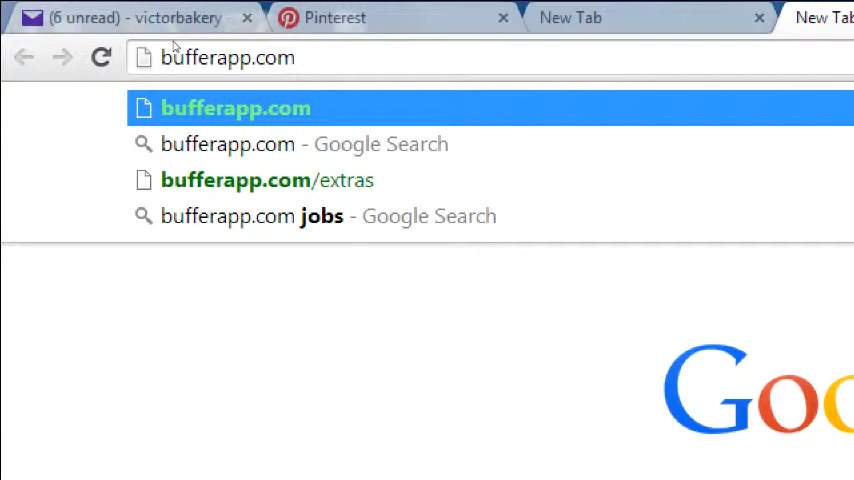 (6 unread) - victorbakery Pinterest New Tab New Tab
bufferapp.com
bufferapp.com
bufferapp.com - Google Search
bufferapp.com/extras
bufferapp.com jobs - Google Search
Goo